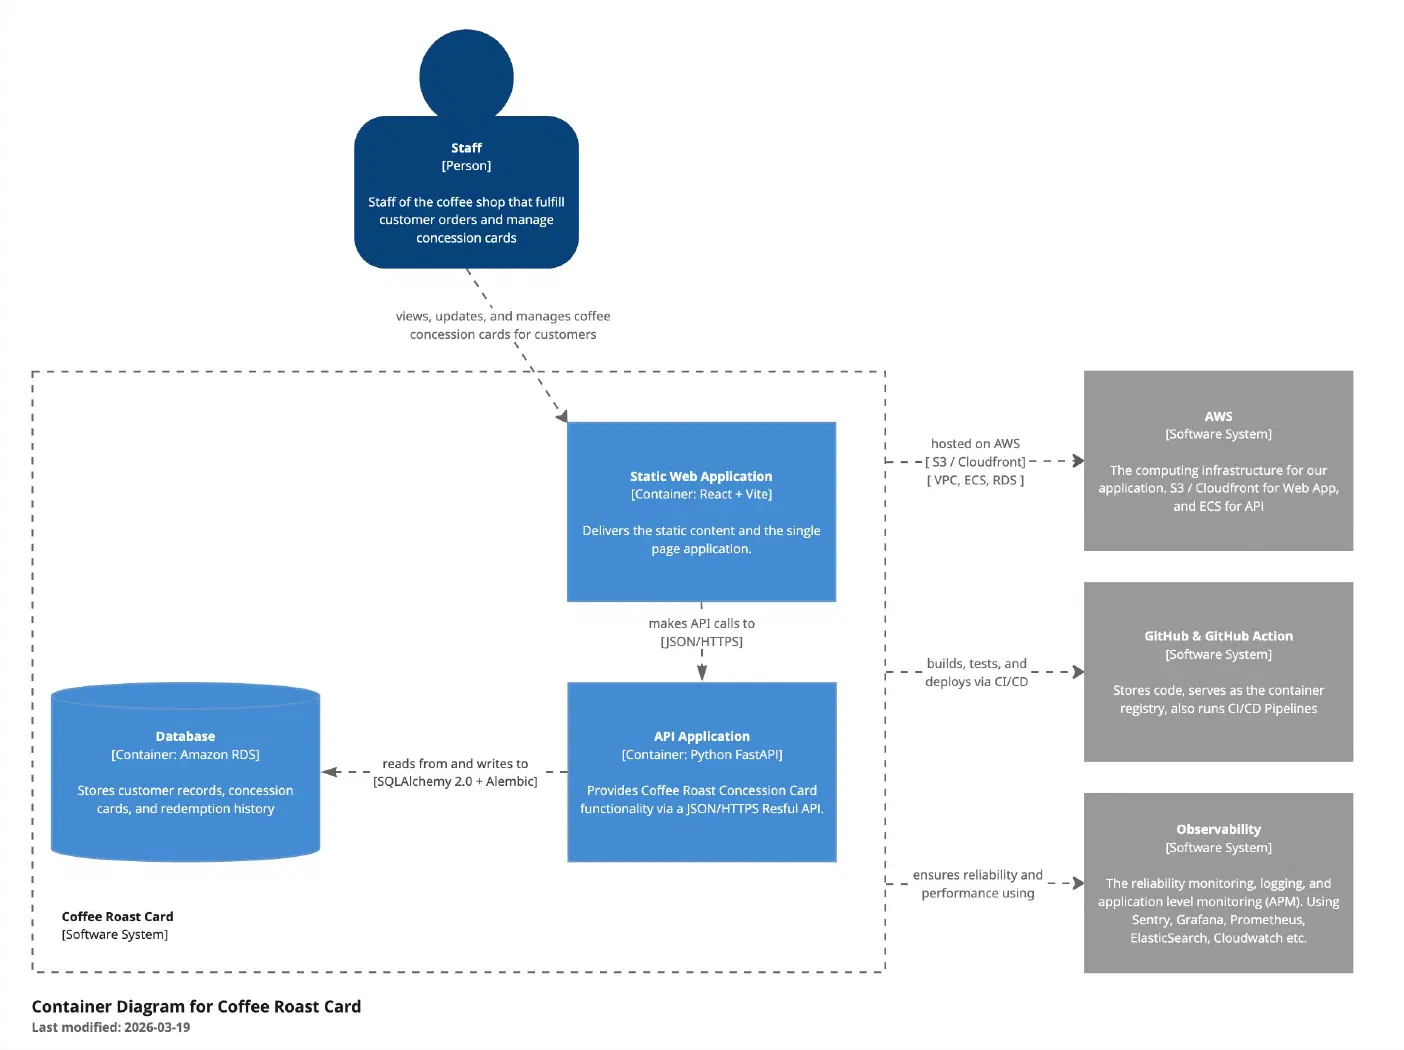 Staff
[Person]
Staff of the coffee shop that fulfill
customer orders and manage
concession cards
views, updates, and manages coffee
concession cards for customers
Static Web Application
[Container: React + Vite]
Delivers the static content and the single
page application.
hosted on AWS
[ S3 / Cloudfront]
[ VPC, ECS, RDS ]
AWS
[Software System]
The computing infrastructure for our
application. S3 / Cloudfront for Web App,
and ECS for API
makes API calls to
[JSON/HTTPS]
builds, tests, and
deploys via CI/CD
GitHub & GitHub Action
[Software System]
Stores code, serves as the container
registry, also runs CI/CD Pipelines
Database
[Container: Amazon RDS]
Stores customer records, concession
cards, and redemption history
reads from and writes to
[SQLAlchemy 2.0 + Alembic]
API Application
[Container: Python FastAPI]
Provides Coffee Roast Concession Card
functionality via a JSON/HTTPS Resful API.
ensures reliability and
performance using
Observability
[Software System]
The reliability monitoring, logging, and
application level monitoring (APM). Using
Sentry, Grafana, Prometheus,
ElasticSearch, Cloudwatch etc.
Coffee Roast Card
[Software System]
Container Diagram for Coffee Roast Card
Last modified: 2026-03-19